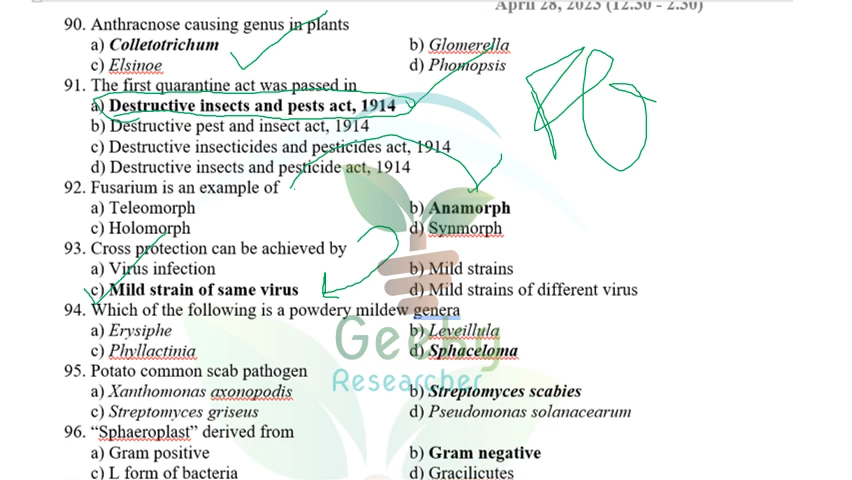 April 28, 2023 (12.30 - 2.30)
90. Anthracnose causing genus in plants
a) Colletotrichum b) Glomerella
c) Elsinoe d) Phomopsis
91. The first quarantine act was passed in
a) Destructive insects and pests act, 1914
b) Destructive pest and insect act, 1914
c) Destructive insecticides and pesticides act, 1914
d) Destructive insects and pesticide act, 1914
92. Fusarium is an example of
a) Teleomorph b) Anamorph
c) Holomorph d) Synmorph
93. Cross protection can be achieved by
a) Virus infection b) Mild strains
c) Mild strain of same virus d) Mild strains of different virus
94. Which of the following is a powdery mildew genera
a) Erysiphe b) Leveillula
c) Phyllactinia d) Sphaceloma
Geeky
Researcher
95. Potato common scab pathogen
a) Xanthomonas axonopodis b) Streptomyces scabies
c) Streptomyces griseus d) Pseudomonas solanacearum
96. “Sphaeroplast” derived from
a) Gram positive b) Gram negative
c) L form of bacteria d) Gracilicutes